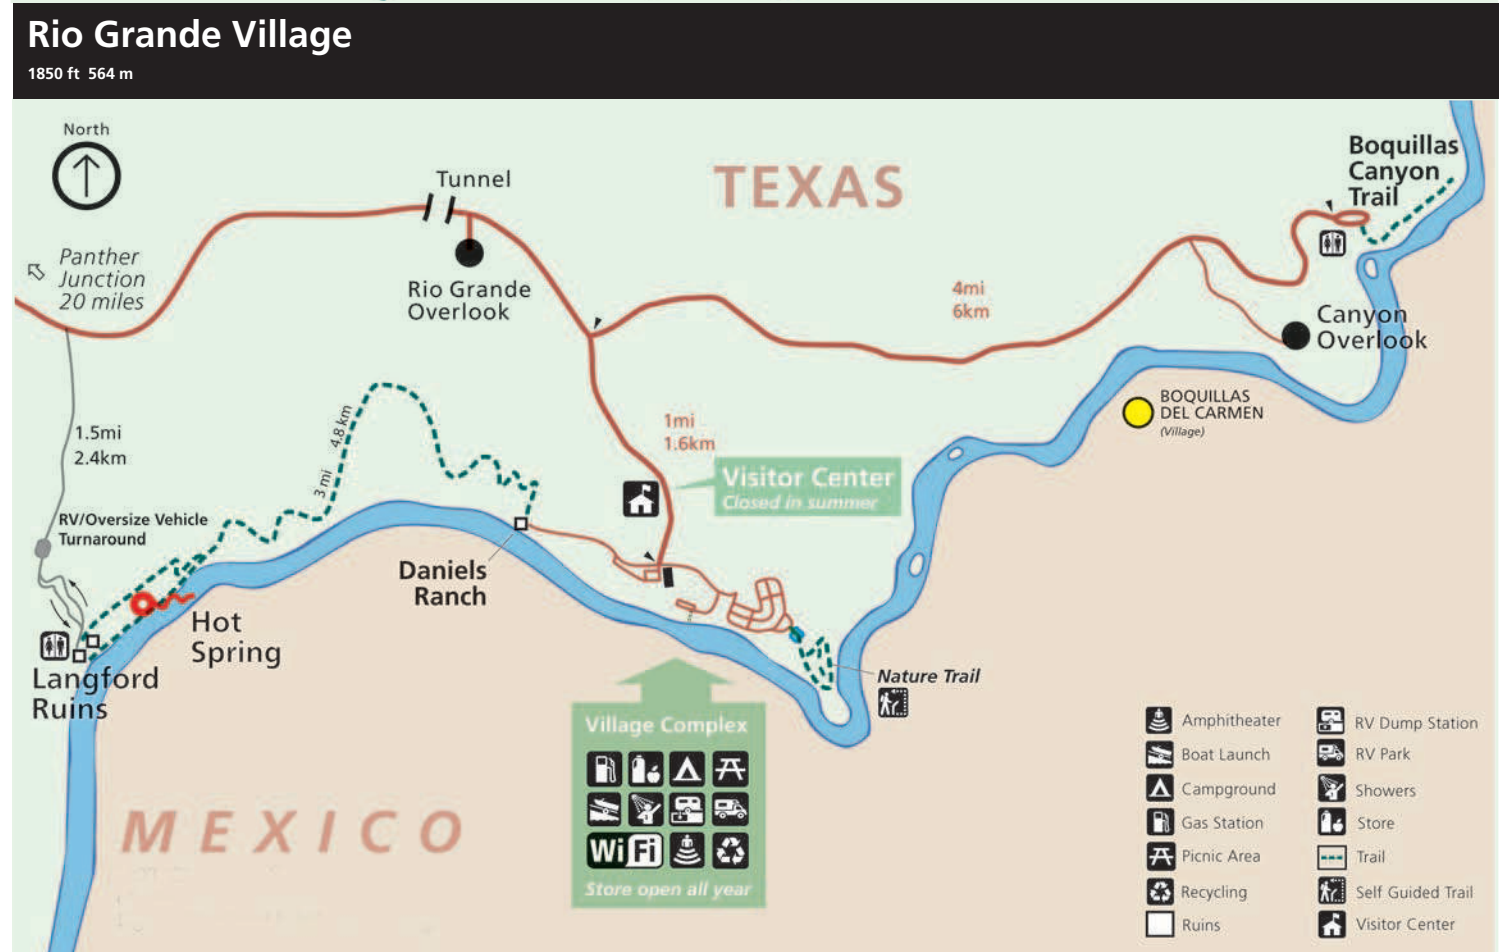 Rio Grande Village
1850 ft 564 m
North
Tunnel
TEXAS
Boquillas
Canyon
Trail
Panther
Junction
20 miles
Rio Grande
Overlook
4mi
6km
Canyon
Overlook
1.5mi
2.4km
3 mi
4.8 km
1mi
1.6km
BOQUILLAS
DEL CARMEN
(Village)
Visitor Center
Closed in summer
RV/Oversize Vehicle
Turnaround
Daniels
Ranch
Hot
Spring
Langford
Ruins
Nature Trail
Village Complex
WiFi
Store open all year
MEXICO
Amphitheater
Boat Launch
Campground
Gas Station
Picnic Area
Recycling
Ruins
RV Dump Station
RV Park
Showers
Store
Trail
Self Guided Trail
Visitor Center